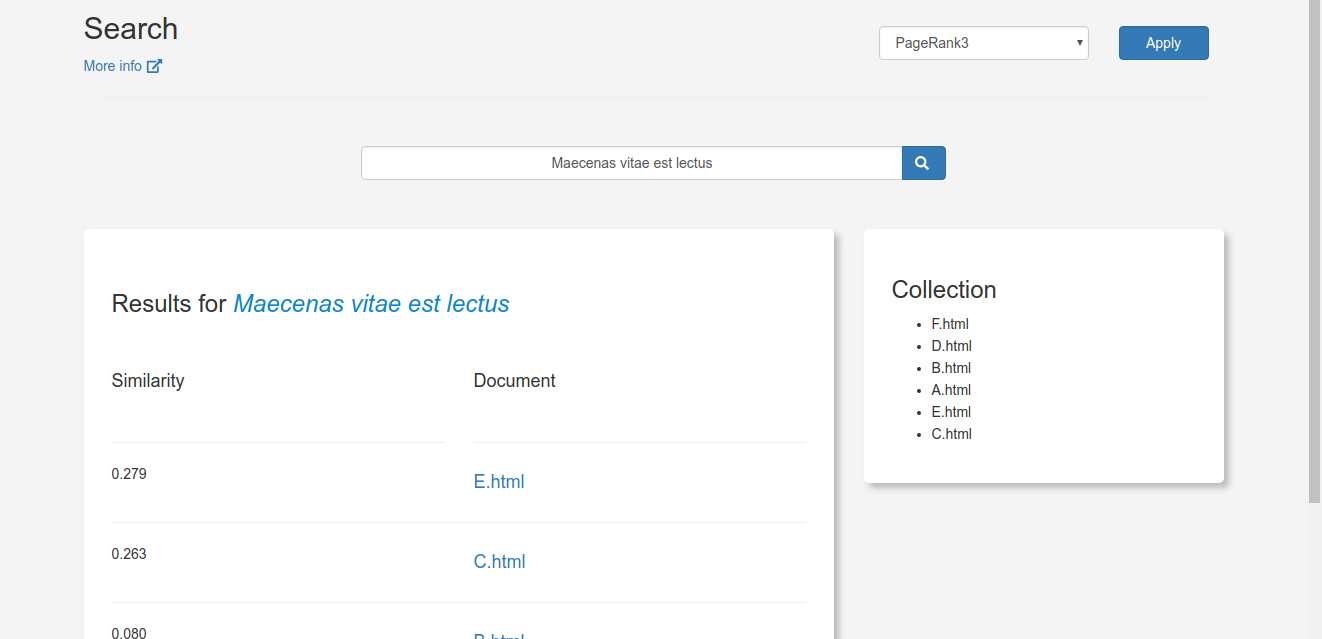 Search
More info
PageRank3
Apply
Maecenas vitae est lectus
Results for Maecenas vitae est lectus
Similarity Document
0.279 E.html
0.263 C.html
0.080 B.html
Collection
F.html
D.html
B.html
A.html
E.html
C.html